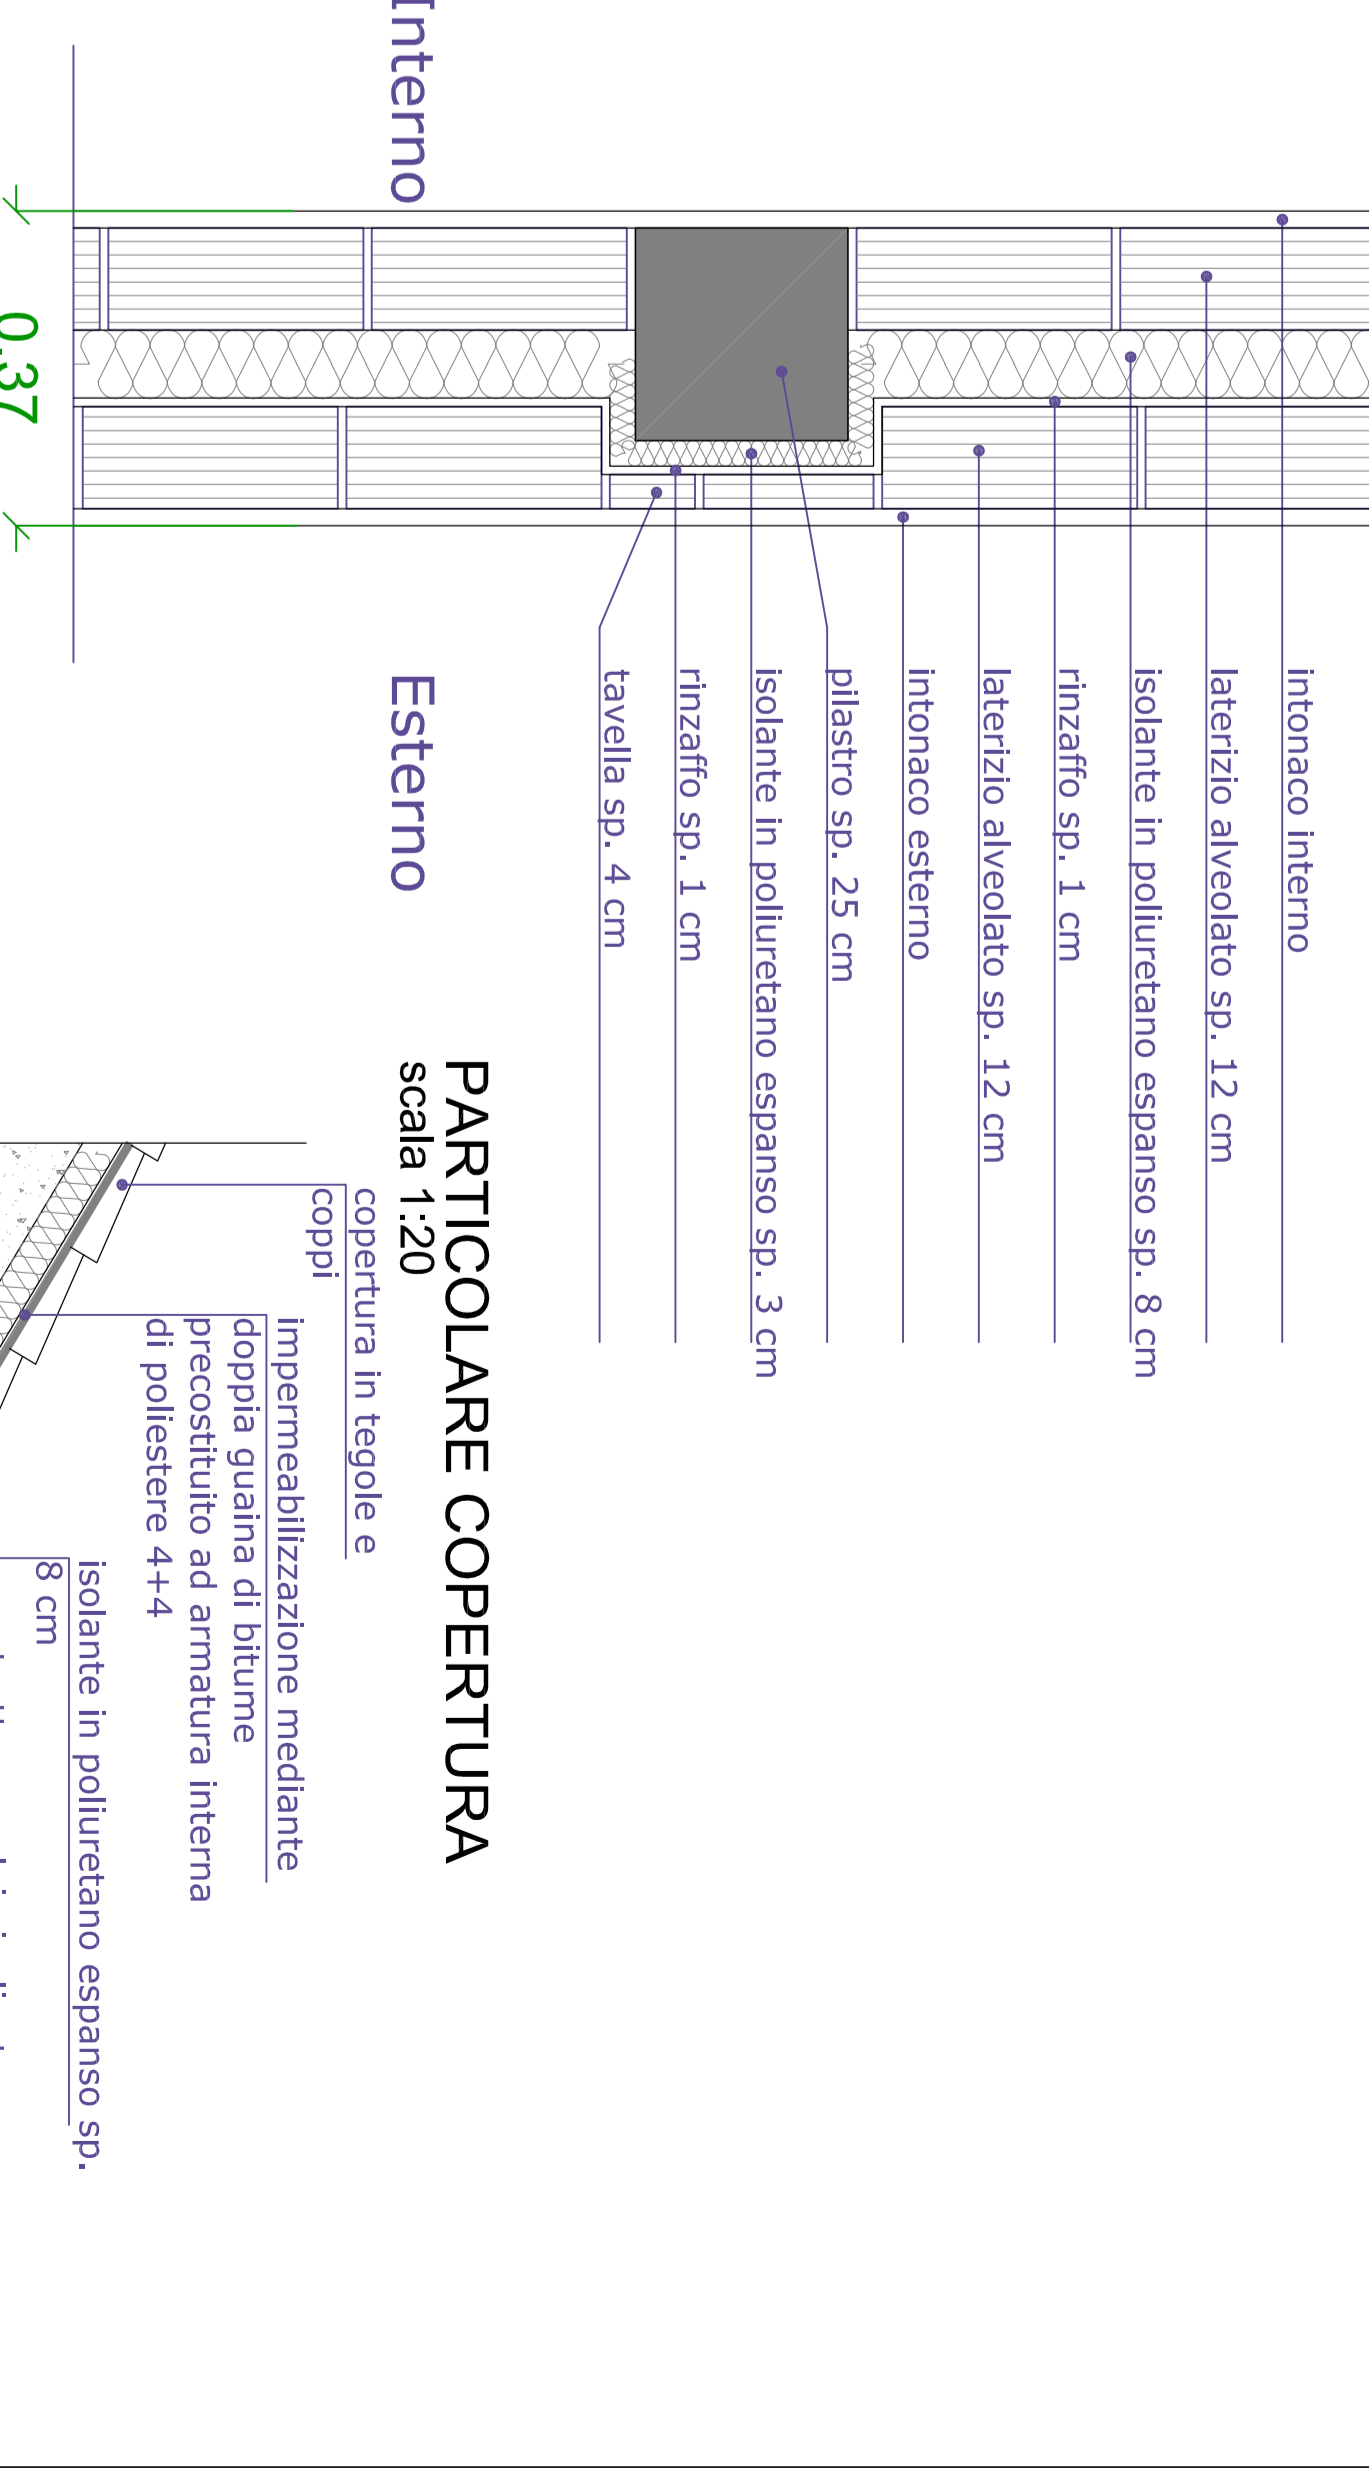 intonaco interno
laterizio alveolato sp. 12 cm
isolante in poliuretano espanso sp. 8 cm
rinzaffo sp. 1 cm
laterizio alveolato sp. 12 cm
intonaco esterno
pilastro sp. 25 cm
isolante in poliuretano espanso sp. 3 cm
rinzaffo sp. 1 cm
tavella sp. 4 cm
Interno
Esterno
0.37
PARTICOLARE COPERTURA
scala 1:20
copertura in tegole e
coppi
impermeabilizzazione mediante
doppia guaina di bitume
precostituito ad armatura interna
di poliestere 4+4
isolante in poliuretano espanso sp.
8 cm